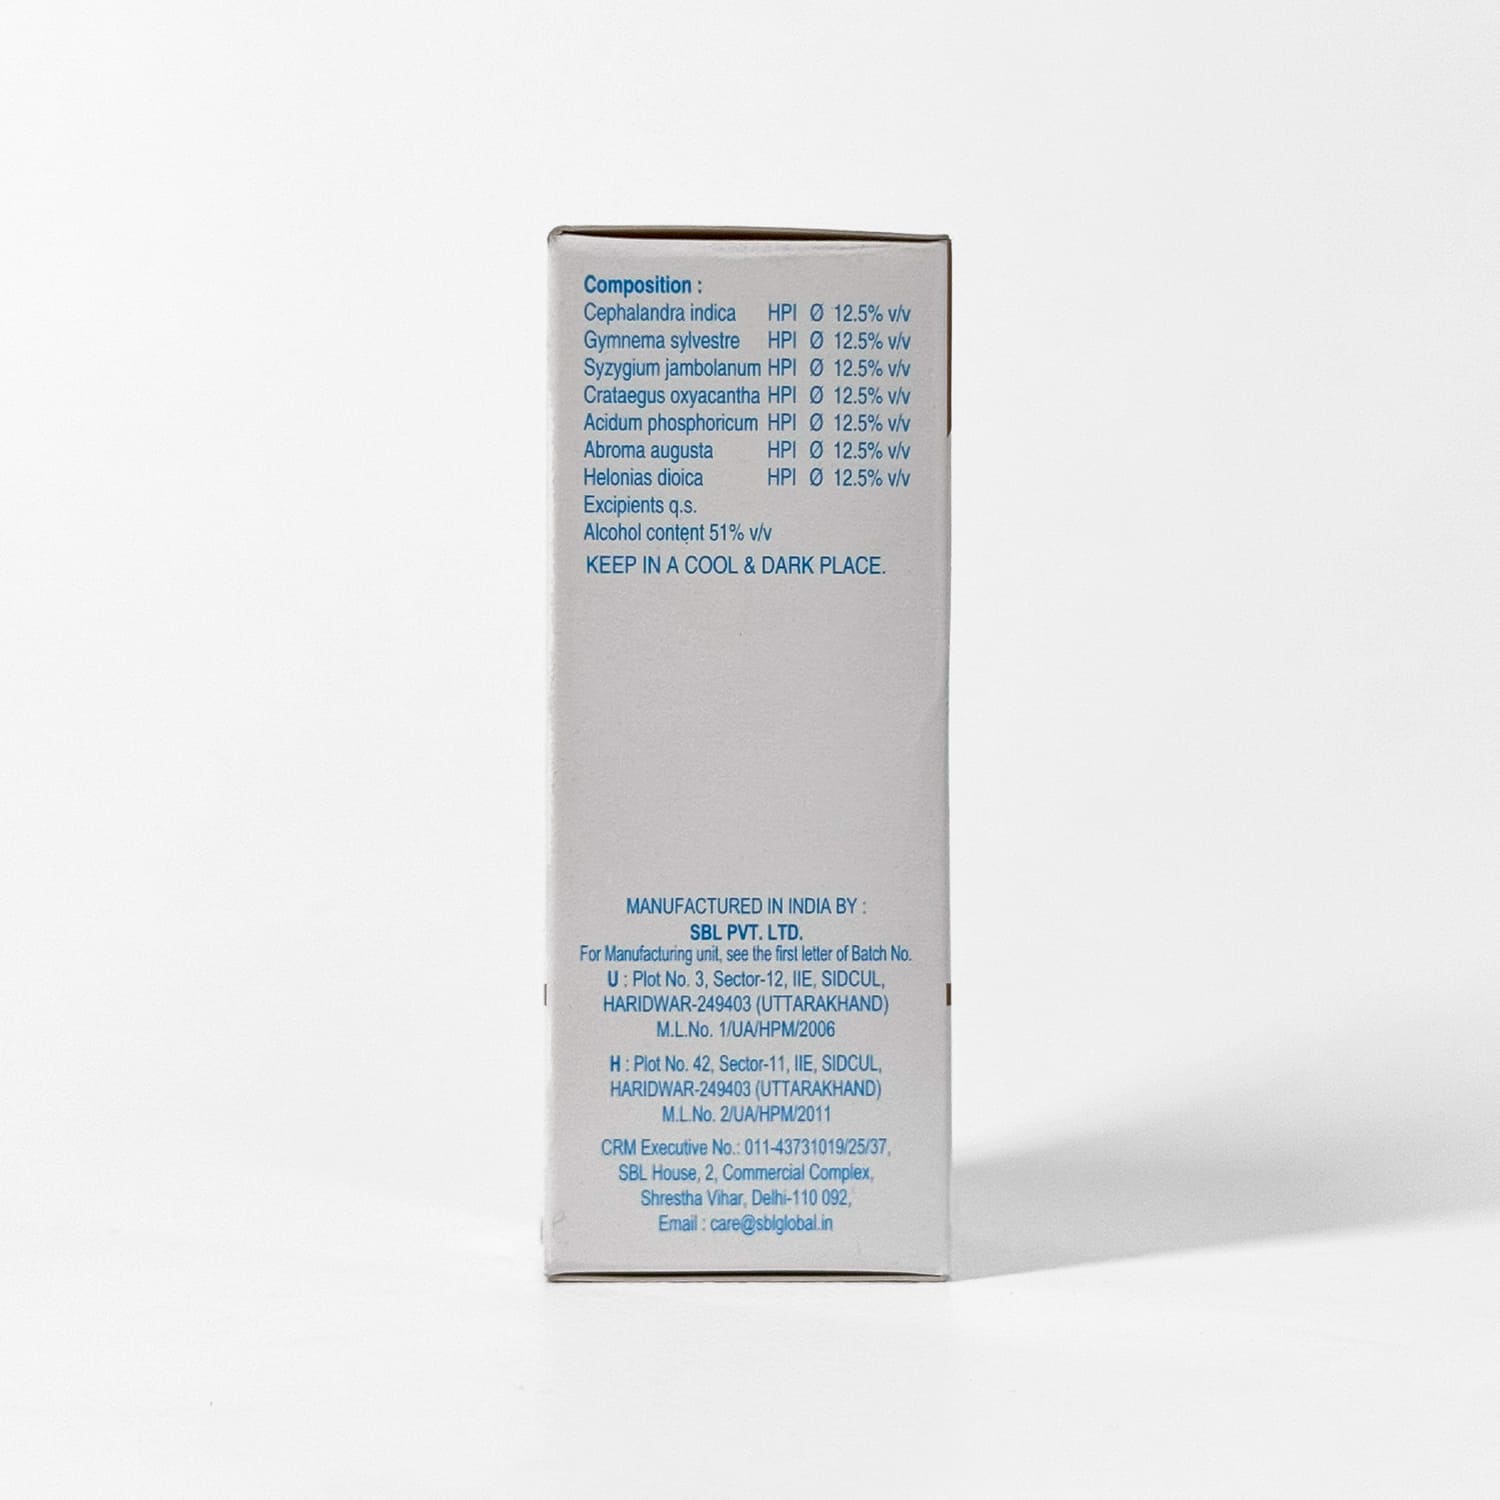 Composition :
Cephalandra indica HPI Ø 12.5% v/v
Gymnema sylvestre HPI Ø 12.5% v/v
Syzygium jambolanum HPI Ø 12.5% v/v
Crataegus oxyacantha HPI Ø 12.5% v/v
Acidum phosphoricum HPI Ø 12.5% v/v
Abroma augusta HPI Ø 12.5% v/v
Helonias dioica HPI Ø 12.5% v/v
Excipients q.s.
Alcohol content 51% v/v
KEEP IN A COOL & DARK PLACE.
MANUFACTURED IN INDIA BY :
SBL PVT. LTD.
For Manufacturing unit, see the first letter of Batch No.
U : Plot No. 3, Sector-12, IIE, SIDCUL,
HARIDWAR-249403 (UTTARAKHAND)
M.L.No. 1/UA/HPM/2006
H : Plot No. 42, Sector-11, IIE, SIDCUL,
HARIDWAR-249403 (UTTARAKHAND)
M.L.No. 2/UA/HPM/2011
CRM Executive No.: 011-43731019/25/37,
SBL House, 2, Commercial Complex,
Shrestha Vihar, Delhi-110 092,
Email : care@sblglobal.in